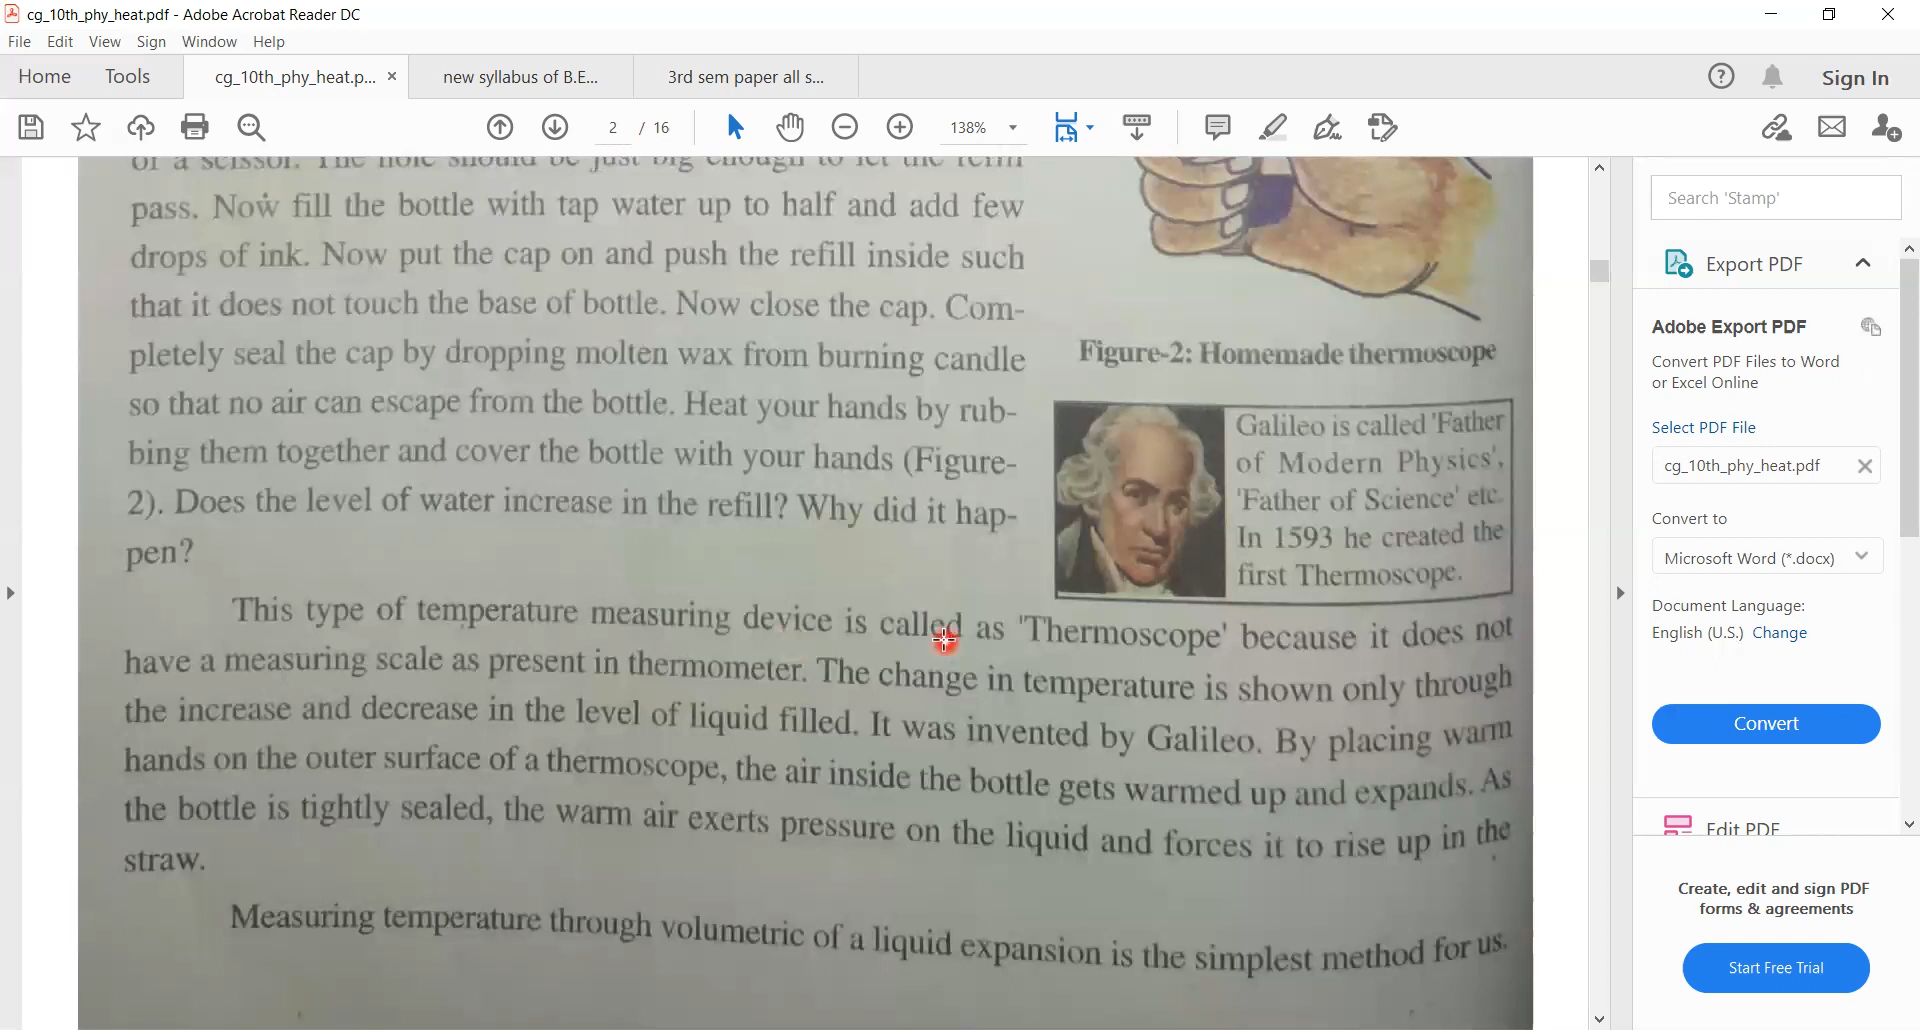 cg_10th_phy_heat.pdf - Adobe Acrobat Reader DC
File Edit View Sign Window Help
Home Tools cg_10th_phy_heat.p... × new syllabus of B.E... 3rd sem paper all s... ? Sign In
2 / 16 138%
of a scissor. The hole should be just big enough to let the refill
pass. Now fill the bottle with tap water up to half and add few
drops of ink. Now put the cap on and push the refill inside such
that it does not touch the base of bottle. Now close the cap. Com-
pletely seal the cap by dropping molten wax from burning candle
so that no air can escape from the bottle. Heat your hands by rub-
bing them together and cover the bottle with your hands (Figure-
2). Does the level of water increase in the refill? Why did it hap-
pen?
Figure-2: Homemade thermoscope
Galileo is called 'Father
of Modern Physics',
'Father of Science' etc.
In 1593 he created the
first Thermoscope.
This type of temperature measuring device is called as 'Thermoscope' because it does not
have a measuring scale as present in thermometer. The change in temperature is shown only through
the increase and decrease in the level of liquid filled. It was invented by Galileo. By placing warm
hands on the outer surface of a thermoscope, the air inside the bottle gets warmed up and expands. As
the bottle is tightly sealed, the warm air exerts pressure on the liquid and forces it to rise up in the
straw.
Measuring temperature through volumetric of a liquid expansion is the simplest method for us.
Search 'Stamp'
Export PDF
Adobe Export PDF
Convert PDF Files to Word
or Excel Online
Select PDF File
cg_10th_phy_heat.pdf
Convert to
Microsoft Word (*.docx)
Document Language:
English (U.S.) Change
Convert
Edit PDF
Create, edit and sign PDF
forms & agreements
Start Free Trial